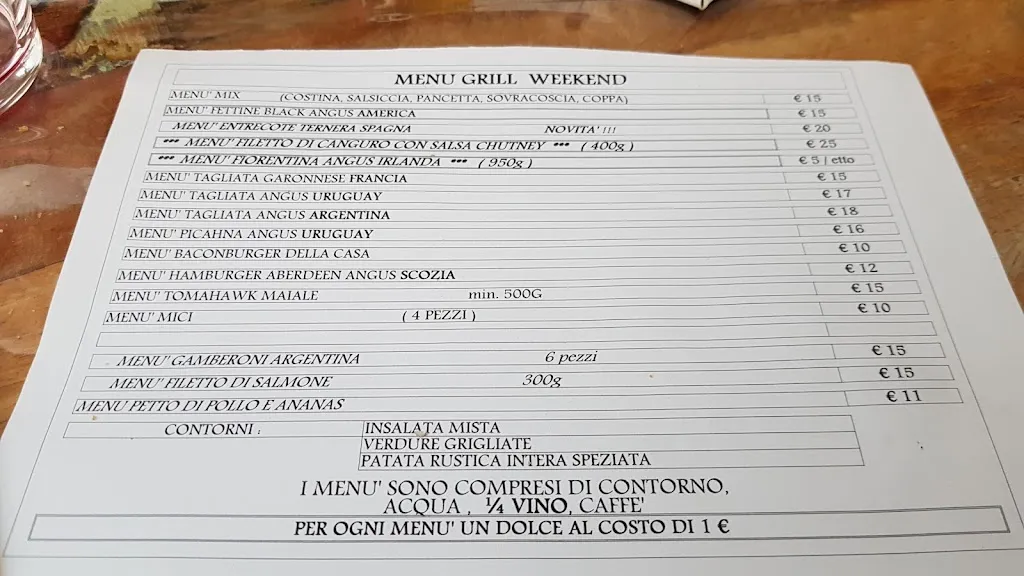 MENU GRILL WEEKEND
MENU' MIX (COSTINA, SALSICCIA, PANCETTA, SOVRACOSCIA, COPPA) € 15
MENU' FETTINE BLACK ANGUS AMERICA € 15
MENU' ENTRECOTE TERNERA SPAGNA NOVITA' !!! € 20
*** MENU' FILETTO DI CANGURO CON SALSA CHUTNEY *** ( 400g ) € 25
*** MENU' FIORENTINA ANGUS IRLANDA *** ( 950g ) € 5 / etto
MENU' TAGLIATA GARONNESE FRANCIA € 15
MENU' TAGLIATA ANGUS URUGUAY € 17
MENU' TAGLIATA ANGUS ARGENTINA € 18
MENU' PICAHNA ANGUS URUGUAY € 16
MENU' BACONBURGER DELLA CASA € 10
MENU' HAMBURGER ABERDEEN ANGUS SCOZIA € 12
MENU' TOMAHAWK MAIALE min. 500G € 15
MENU' MICI ( 4 PEZZI ) € 10
MENU' GAMBERONI ARGENTINA 6 pezzi € 15
MENU' FILETTO DI SALMONE 300g € 15
MENU PETTO DI POLLO E ANANAS € 11
CONTORNI : INSALATA MISTA
VERDURE GRIGLIATE
PATATA RUSTICA INTERA SPEZIATA
I MENU' SONO COMPRESI DI CONTORNO,
ACQUA , ¼ VINO, CAFFE'
PER OGNI MENU' UN DOLCE AL COSTO DI 1 €